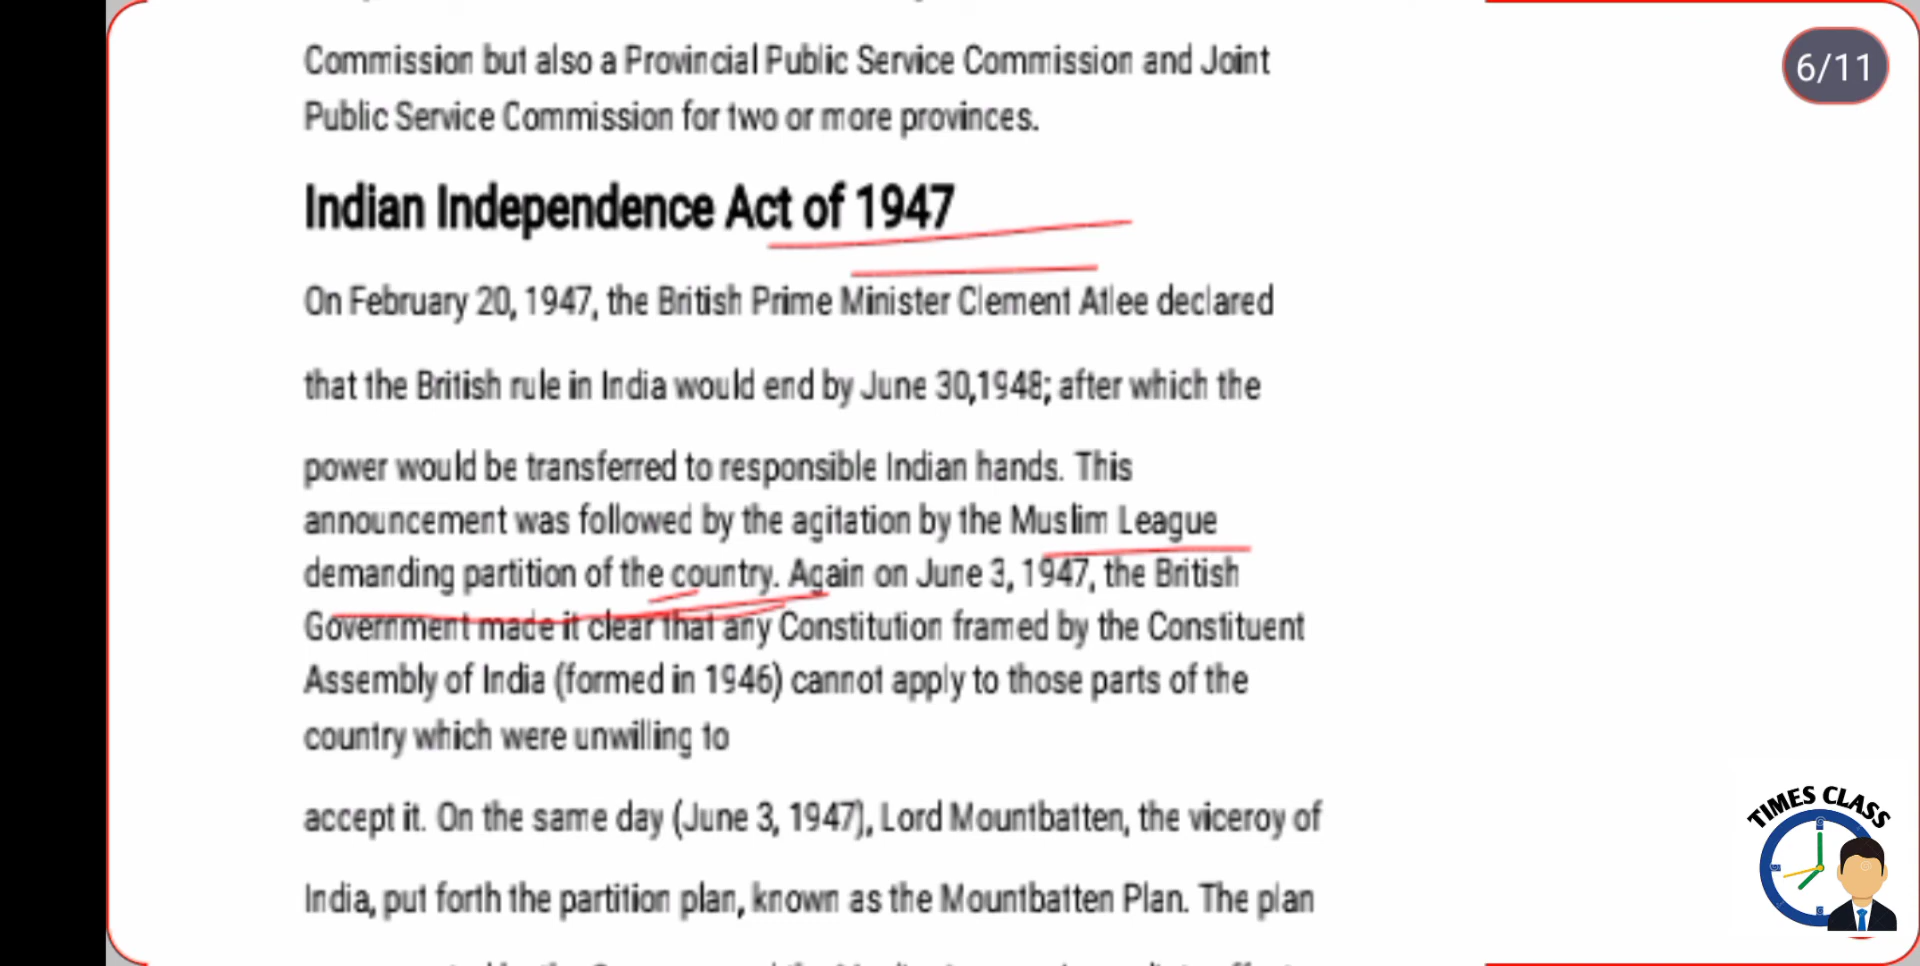 Commission but also a Provincial Public Service Commission and Joint
Public Service Commission for two or more provinces.
6/11
Indian Independence Act of 1947
On February 20, 1947, the British Prime Minister Clement Atlee declared
that the British rule in India would end by June 30,1948; after which the
power would be transferred to responsible Indian hands. This
announcement was followed by the agitation by the Muslim League
demanding partition of the country. Again on June 3, 1947, the British
Government made it clear that any Constitution framed by the Constituent
Assembly of India (formed in 1946) cannot apply to those parts of the
country which were unwilling to
accept it. On the same day (June 3, 1947), Lord Mountbatten, the viceroy of
India, put forth the partition plan, known as the Mountbatten Plan. The plan
TIMES CLASS